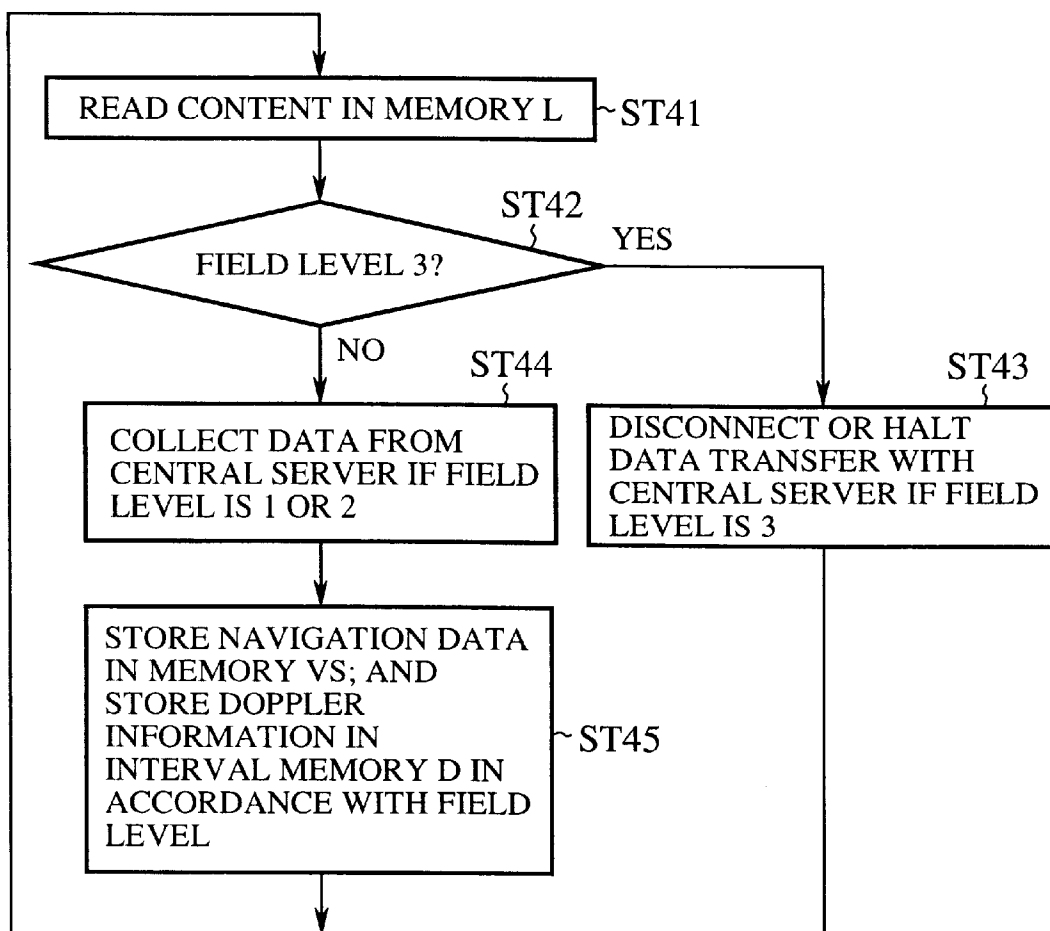 READ CONTENT IN MEMORY L
ST41
ST42
FIELD LEVEL 3?
YES
NO
ST44
COLLECT DATA FROM
CENTRAL SERVER IF FIELD
LEVEL IS 1 OR 2
ST43
DISCONNECT OR HALT
DATA TRANSFER WITH
CENTRAL SERVER IF FIELD
LEVEL IS 3
STORE NAVIGATION DATA
IN MEMORY VS; AND
STORE DOPPLER
INFORMATION IN
INTERVAL MEMORY D IN
ACCORDANCE WITH FIELD
LEVEL
ST45